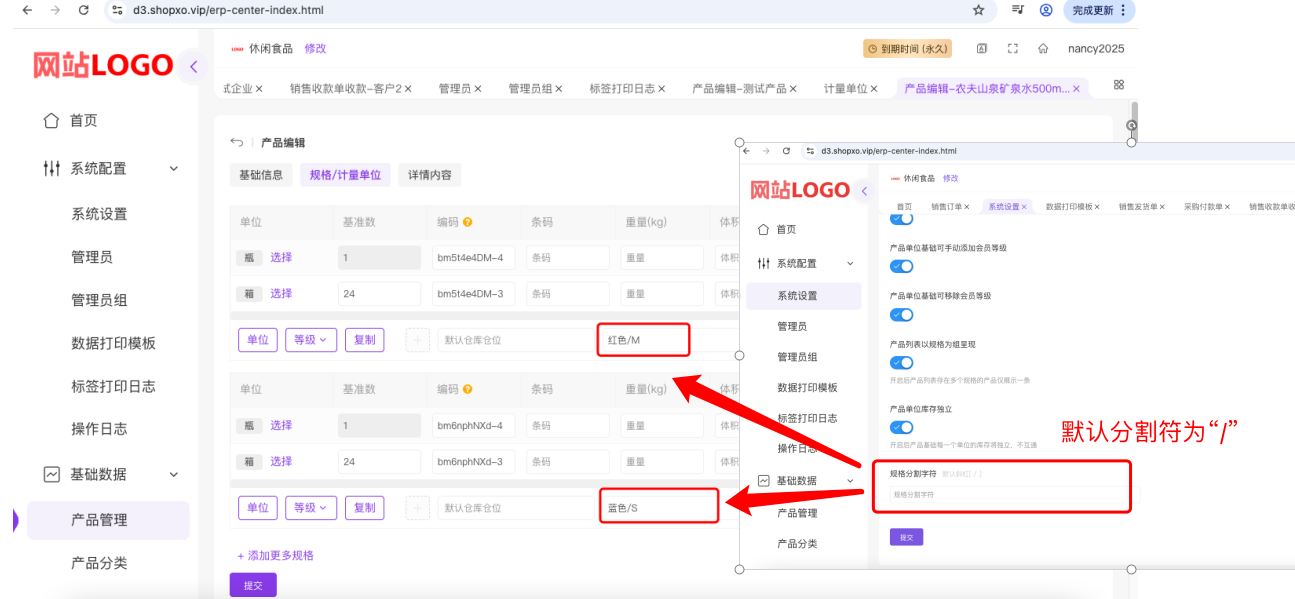 d3.shopxo.vip/erp-center-index.html
完成更新
网站LOGO
休闲食品 修改
到期时间 (永久)
nancy2025
式企业 × 销售收款单收款-客户2 × 管理员 × 管理员组 × 标签打印日志 × 产品编辑-测试产品 × 计量单位 × 产品编辑-农夫山泉矿泉水500m... ×
首页
系统配置
系统设置
管理员
管理员组
数据打印模板
标签打印日志
操作日志
基础数据
产品管理
产品分类
产品编辑
基础信息 规格/计量单位 详情内容
单位 基准数 编码 条码 重量(kg) 体积
瓶 选择 1 bm5t4e4DM-4 条码 重量 体积
箱 选择 24 bm5t4e4DM-3 条码 重量 体积
单位 等级 复制 + 默认仓库仓位 红色/M
单位 基准数 编码 条码 重量(kg) 体积
瓶 选择 1 bm6nphNXd-4 条码 重量
箱 选择 24 bm6nphNXd-3 条码 重量
单位 等级 复制 + 默认仓库仓位 蓝色/S
+ 添加更多规格
提交
d3.shopxo.vip/erp-center-index.html
网站LOGO
休闲食品 修改
首页 销售订单 × 系统设置 × 数据打印模板 × 销售发货单 × 采购付款单 × 销售收款单收
首页
系统配置
系统设置
管理员
管理员组
数据打印模板
标签打印日志
操作日志
基础数据
产品管理
产品分类
产品单位基础可手动添加会员等级
产品单位基础可移除会员等级
产品列表以规格为组呈现
开启后产品列表存在多个规格的产品仅展示一条
产品单位库存独立
开启后产品基础每一个单位的库存将独立、不互通
规格分割字符 默认斜杠[ / ]
规格分割字符
提交
默认分割符为“/”